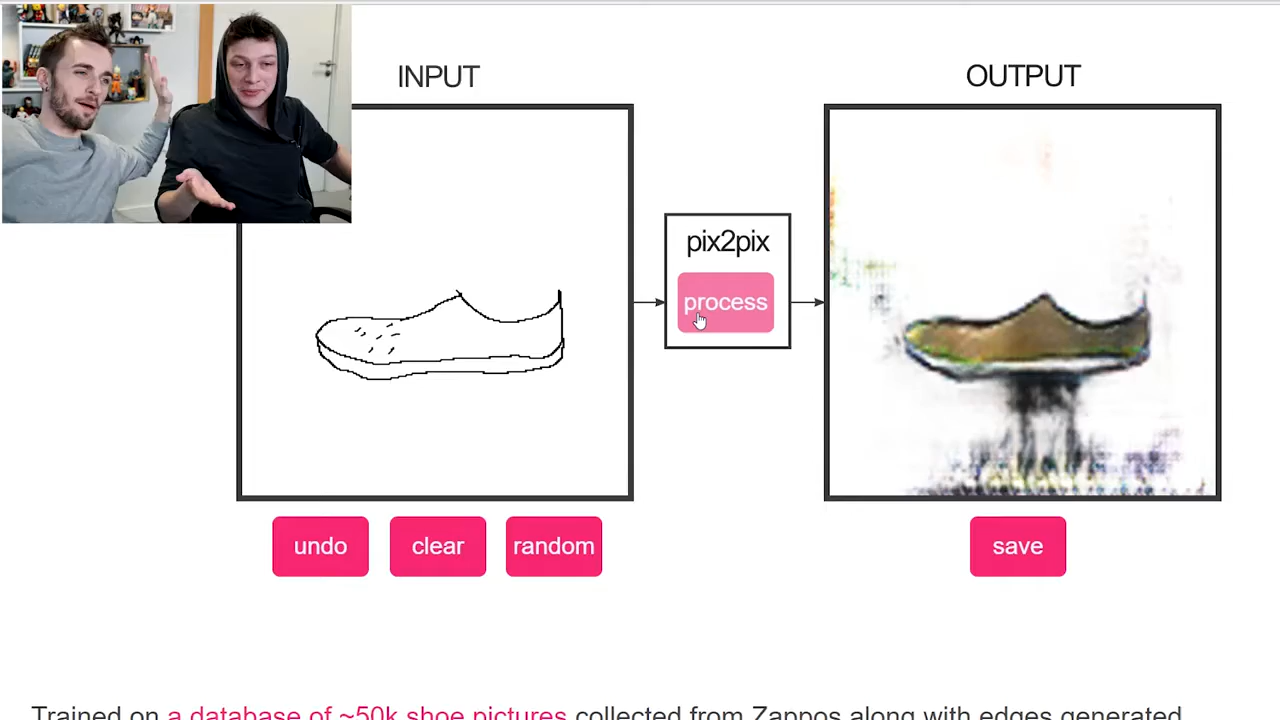 INPUT
OUTPUT
pix2pix
process
undo
clear
random
save
Trained on a database of ~50k shoe pictures collected from Zappos along with edges generated